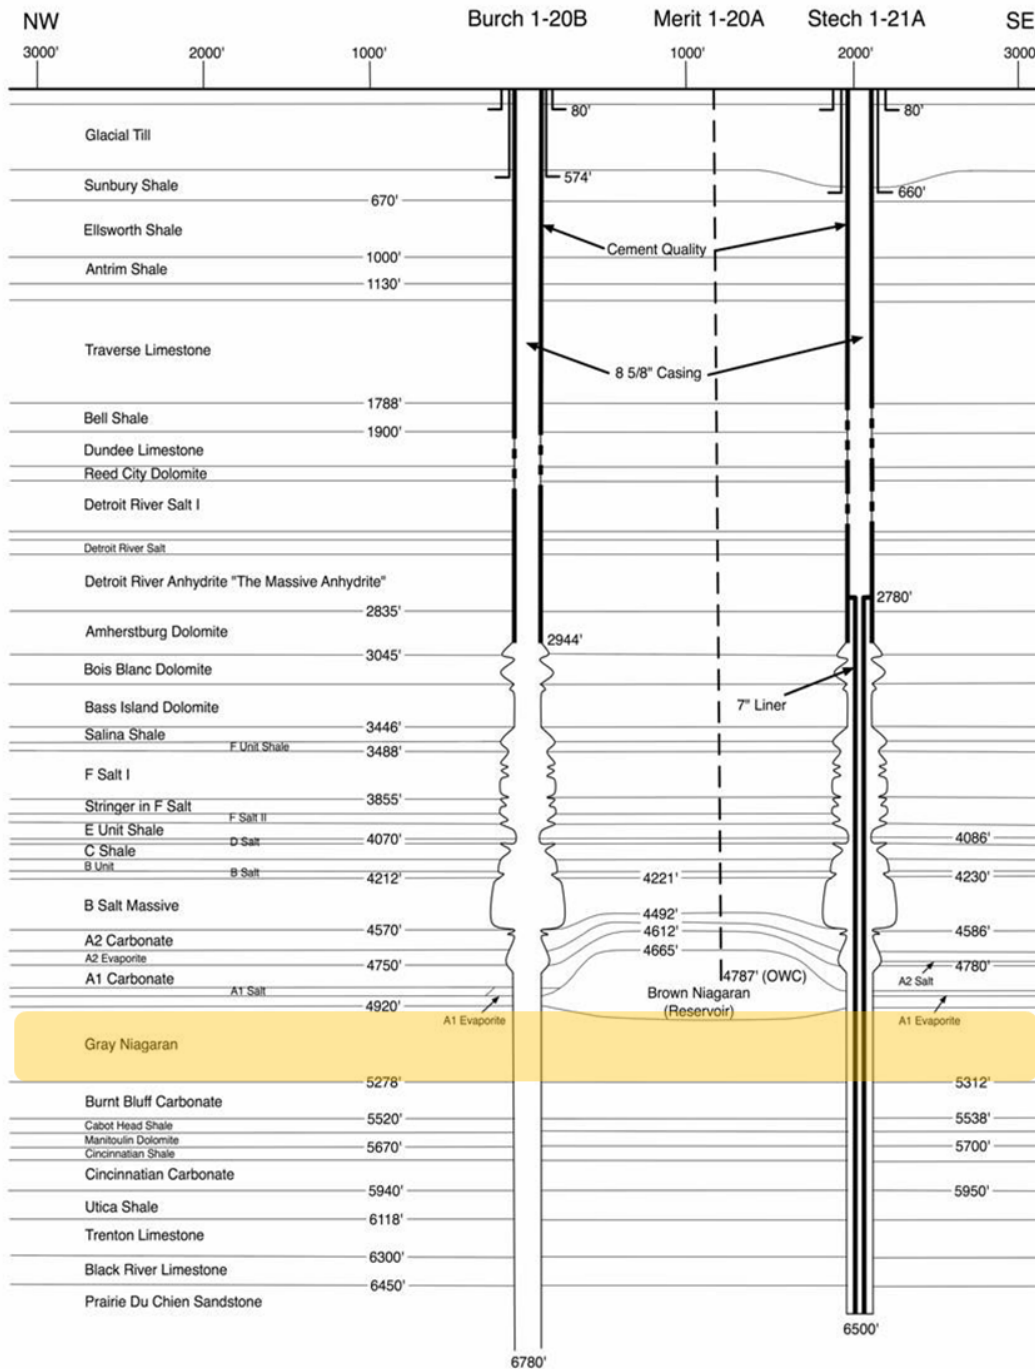 NW Burch 1-20B Merit 1-20A Stech 1-21A SE
3000' 2000' 1000' 1000' 2000' 3000'
80' 80'
Glacial Till
574'
Sunbury Shale
660'
670'
Ellsworth Shale
Cement Quality
1000'
Antrim Shale
1130'
Traverse Limestone
8 5/8" Casing
1788'
Bell Shale
1900'
Dundee Limestone
Reed City Dolomite
Detroit River Salt I
Detroit River Salt
Detroit River Anhydrite "The Massive Anhydrite"
2780'
2835'
Amherstburg Dolomite
2944'
3045'
Bois Blanc Dolomite
7" Liner
Bass Island Dolomite
3446'
Salina Shale
F Unit Shale
3488'
F Salt I
3855'
Stringer in F Salt
F Salt II
E Unit Shale
4070' 4086'
D Salt
C Shale
B Unit
B Salt
4212' 4221' 4230'
B Salt Massive
4492'
4570' 4612' 4586'
A2 Carbonate
4665'
A2 Evaporite
4750' 4780'
A1 Carbonate 4787' (OWC) A2 Salt
A1 Salt Brown Niagaran
4920' (Reservoir)
A1 Evaporite A1 Evaporite
Gray Niagaran
5278' 5312'
Burnt Bluff Carbonate
5520' 5538'
Cabot Head Shale
Manitoulin Dolomite
5670' 5700'
Cincinnatian Shale
Cincinnatian Carbonate
5940' 5950'
Utica Shale
6118'
Trenton Limestone
6300'
Black River Limestone
6450'
Prairie Du Chien Sandstone
6500'
6780'